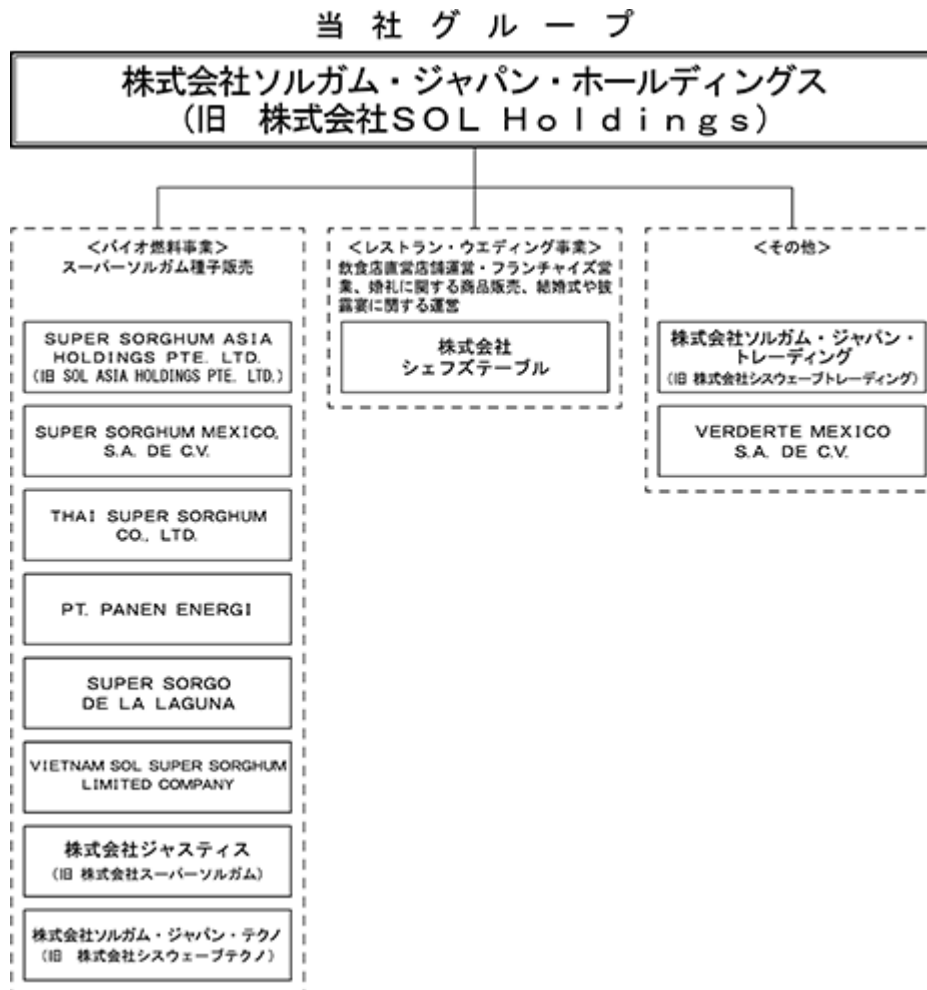 当社グループ
株式会社ソルガム・ジャパン・ホールディングス
(旧 株式会社SOL Holdings)
＜バイオ燃料事業＞
スーパーソルガム種子販売
SUPER SORGHUM ASIA
HOLDINGS PTE. LTD.
(旧 SOL ASIA HOLDINGS PTE. LTD.)
SUPER SORGHUM MEXICO,
S.A. DE C.V.
THAI SUPER SORGHUM
CO., LTD.
PT. PANEN ENERGI
SUPER SORGO
DE LA LAGUNA
VIETNAM SOL SUPER SORGHUM
LIMITED COMPANY
株式会社ジャスティス
(旧 株式会社スーパーソルガム)
株式会社ソルガム・ジャパン・テクノ
(旧 株式会社シスウェーブテクノ)
＜レストラン・ウエディング事業＞
飲食店直営店舗運営・フランチャイズ営
業、婚礼に関する商品販売、結婚式や披
露宴に関する運営
株式会社
シェフズテーブル
＜その他＞
株式会社ソルガム・ジャパン・
トレーディング
(旧 株式会社シスウェーブトレーディング)
VERDERTE MEXICO
S.A. DE C.V.